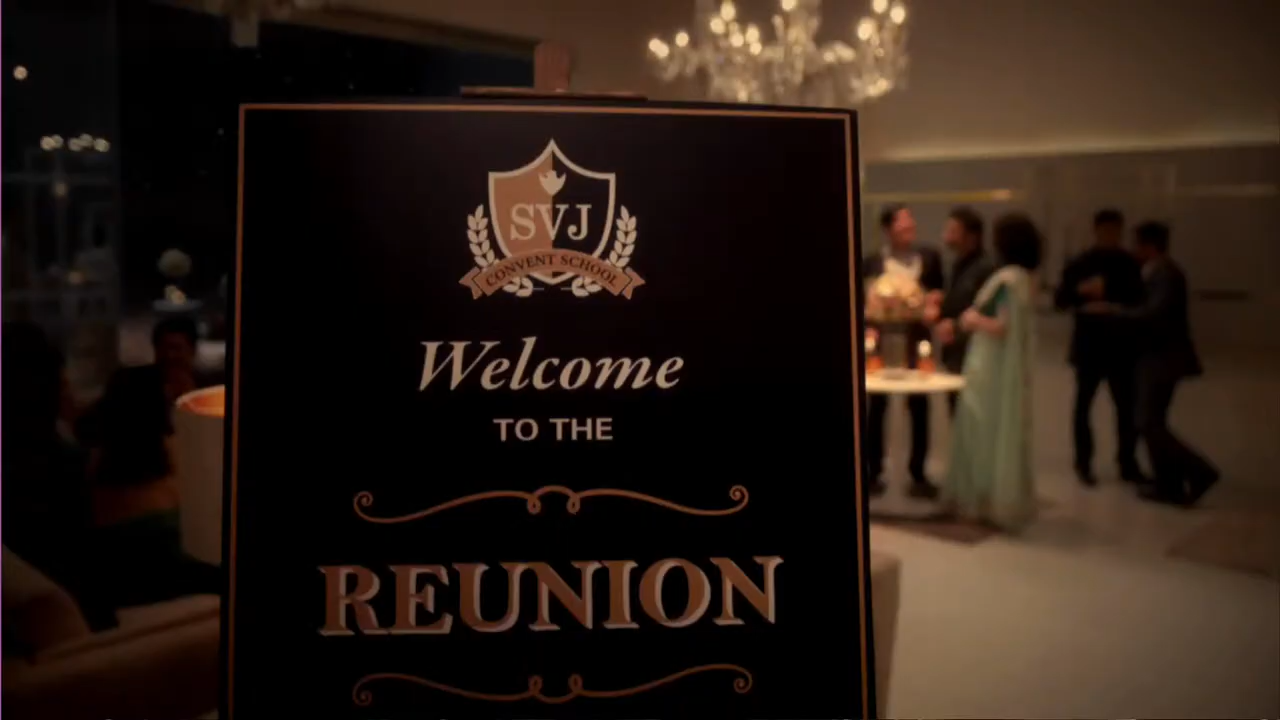 SVJ
CONVENT SCHOOL
Welcome
TO THE
REUNION